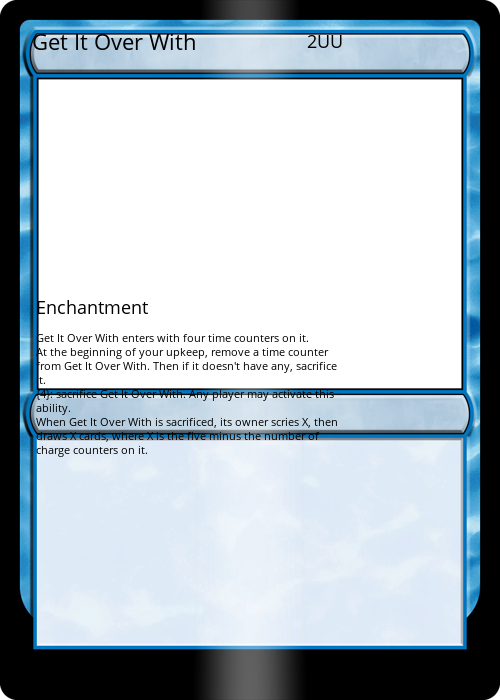 Get It Over With 2UU
Enchantment
Get It Over With enters with four time counters on it.
At the beginning of your upkeep, remove a time counter
from Get It Over With. Then if it doesn't have any, sacrifice
it.
{4}: sacrifice Get It Over With. Any player may activate this
ability.
When Get It Over With is sacrificed, its owner scries X, then
draws X cards, where X is the five minus the number of
charge counters on it.